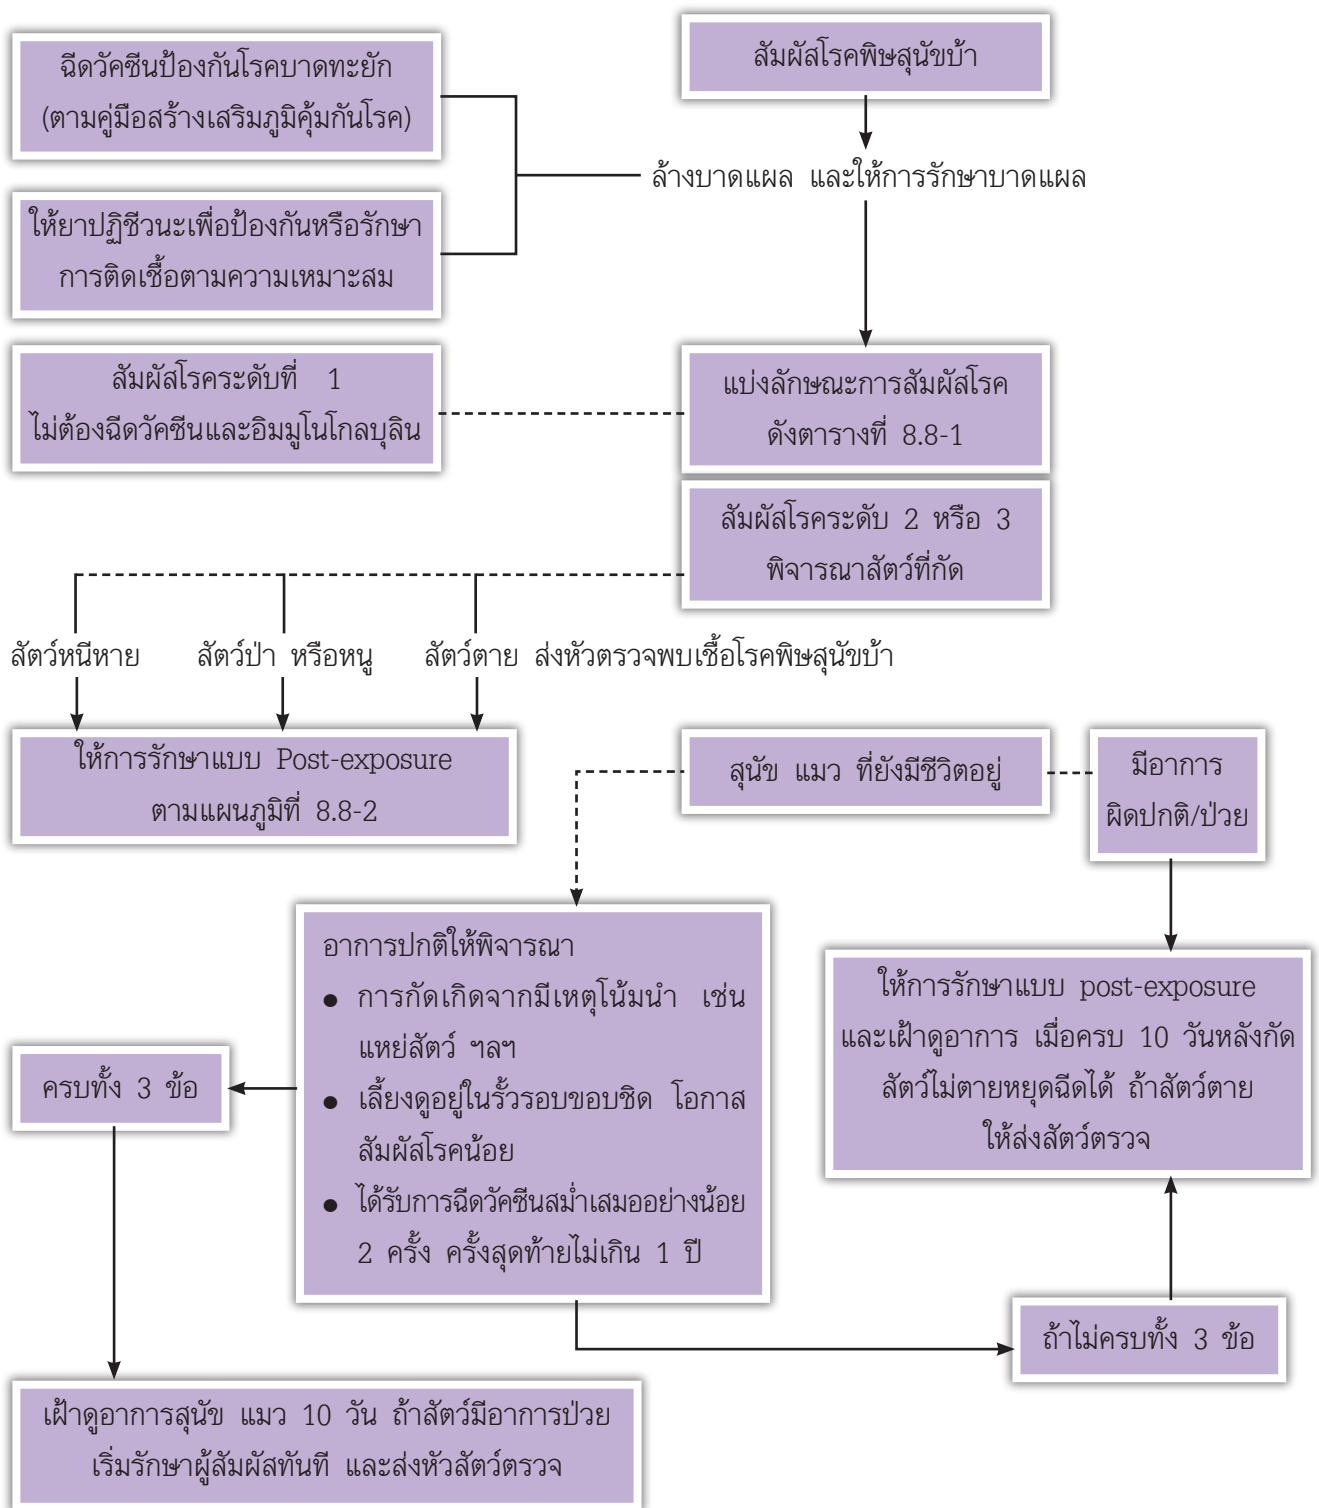 ฉีดวัคซีนป้องกันโรคบาดทะยัก
(ตามคู่มือสร้างเสริมภูมิคุ้มกันโรค)
สัมผัสโรคพิษสุนัขบ้า
ล้างบาดแผล และให้การรักษาบาดแผล
ให้ยาปฏิชีวนะเพื่อป้องกันหรือรักษา
การติดเชื้อตามความเหมาะสม
สัมผัสโรคระดับที่ 1
ไม่ต้องฉีดวัคซีนและอิมมูโนโกลบุลิน
แบ่งลักษณะการสัมผัสโรค
ดังตารางที่ 8.8-1
สัมผัสโรคระดับ 2 หรือ 3
พิจารณาสัตว์ที่กัด
สัตว์หนีหาย
สัตว์ป่า หรือหนู
สัตว์ตาย ส่งหัวตรวจพบเชื้อโรคพิษสุนัขบ้า
ให้การรักษาแบบ Post-exposure
ตามแผนภูมิที่ 8.8-2
สุนัข แมว ที่ยังมีชีวิตอยู่
มีอาการ
ผิดปกติ/ป่วย
อาการปกติให้พิจารณา
● การกัดเกิดจากมีเหตุโน้มนำ เช่น
แหย่สัตว์ ฯลฯ
● เลี้ยงดูอยู่ในรั้วรอบขอบชิด โอกาส
สัมผัสโรคน้อย
● ได้รับการฉีดวัคซีนสม่ำเสมออย่างน้อย
2 ครั้ง ครั้งสุดท้ายไม่เกิน 1 ปี
ให้การรักษาแบบ post-exposure
และเฝ้าดูอาการ เมื่อครบ 10 วันหลังกัด
สัตว์ไม่ตายหยุดฉีดได้ ถ้าสัตว์ตาย
ให้ส่งสัตว์ตรวจ
ครบทั้ง 3 ข้อ
ถ้าไม่ครบทั้ง 3 ข้อ
เฝ้าดูอาการสุนัข แมว 10 วัน ถ้าสัตว์มีอาการป่วย
เริ่มรักษาผู้สัมผัสทันที และส่งหัวสัตว์ตรวจ